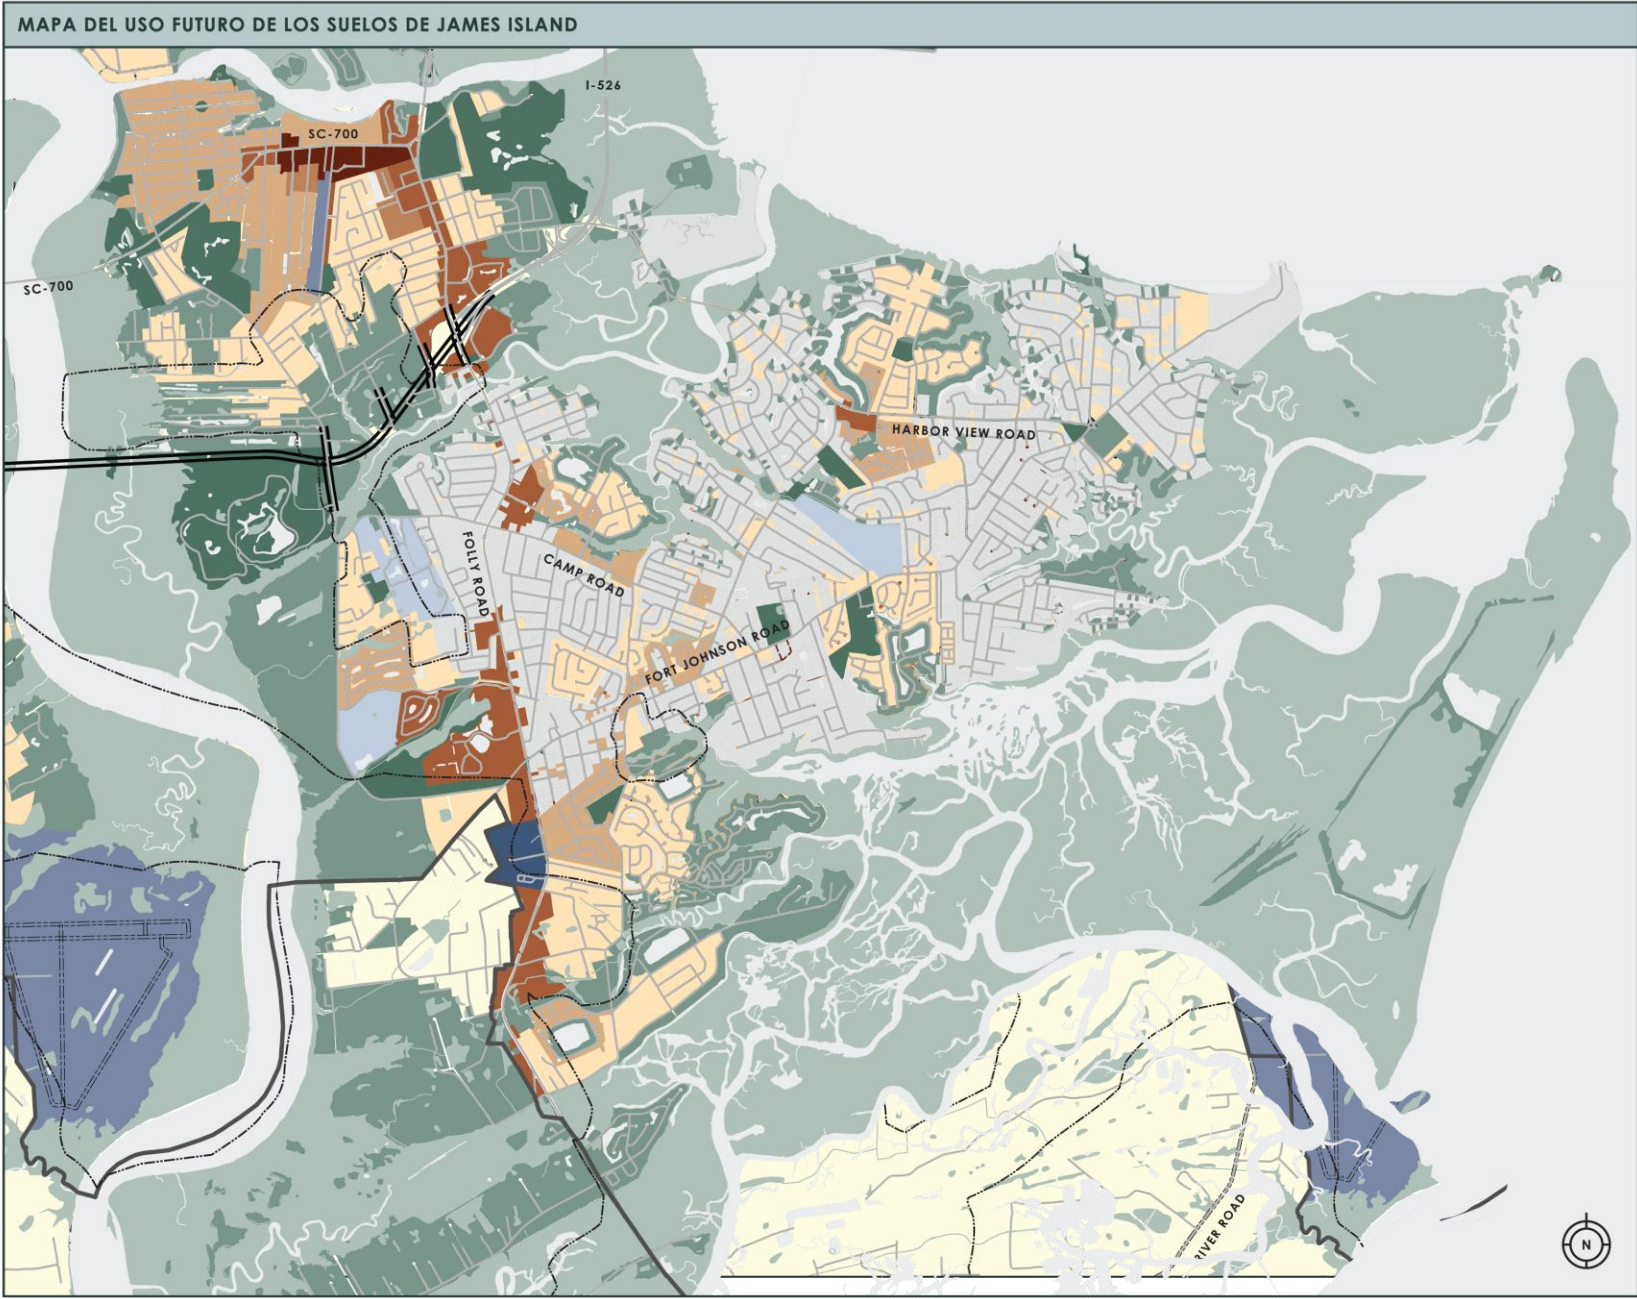 MAPA DEL USO FUTURO DE LOS SUELOS DE JAMES ISLAND
I-526
SC-700
SC-700
HARBOR VIEW ROAD
FOLLY ROAD
CAMP ROAD
FORT JOHNSON ROAD
RIVER ROAD
N